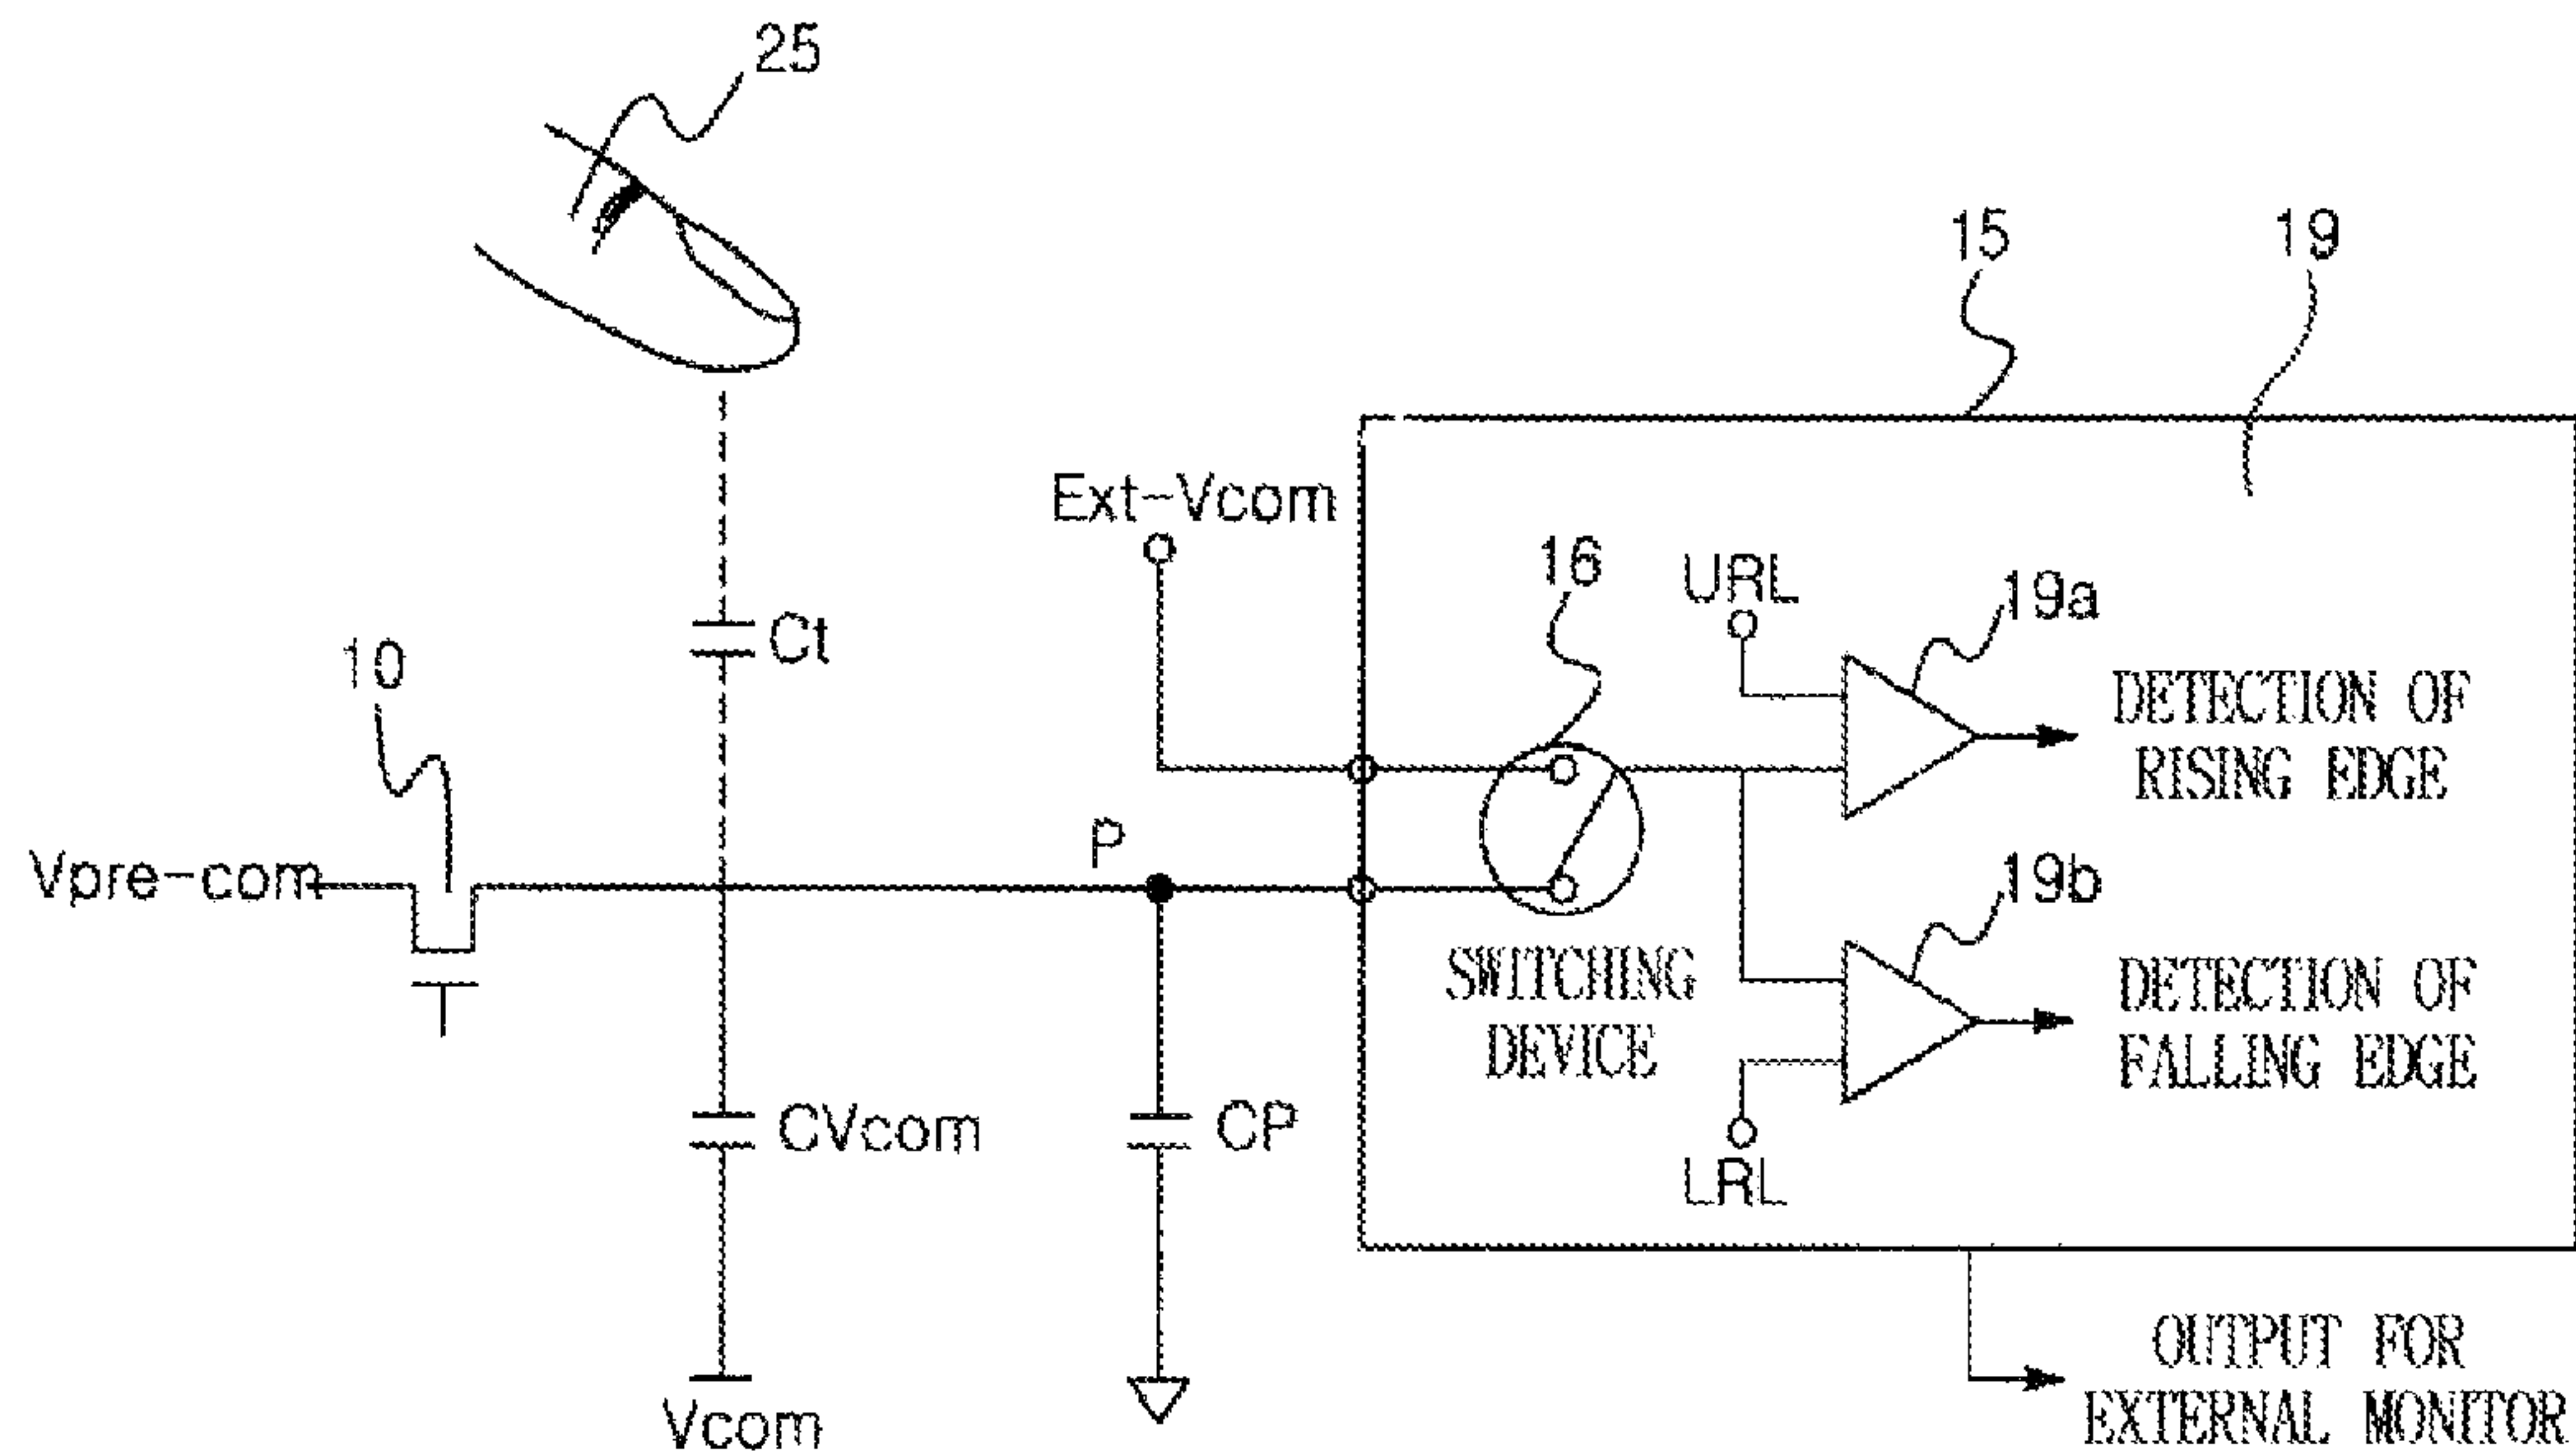 25
15
19
Ext-Vcom
16
URL
19a
Ct
10
DETECTION OF
RISING EDGE
P
Vpre-com
19b
SWITCHING
DEVICE
DETECTION OF
FALLING EDGE
CVcom
CP
LRL
Vcom
OUTPUT FOR
EXTERNAL MONITOR